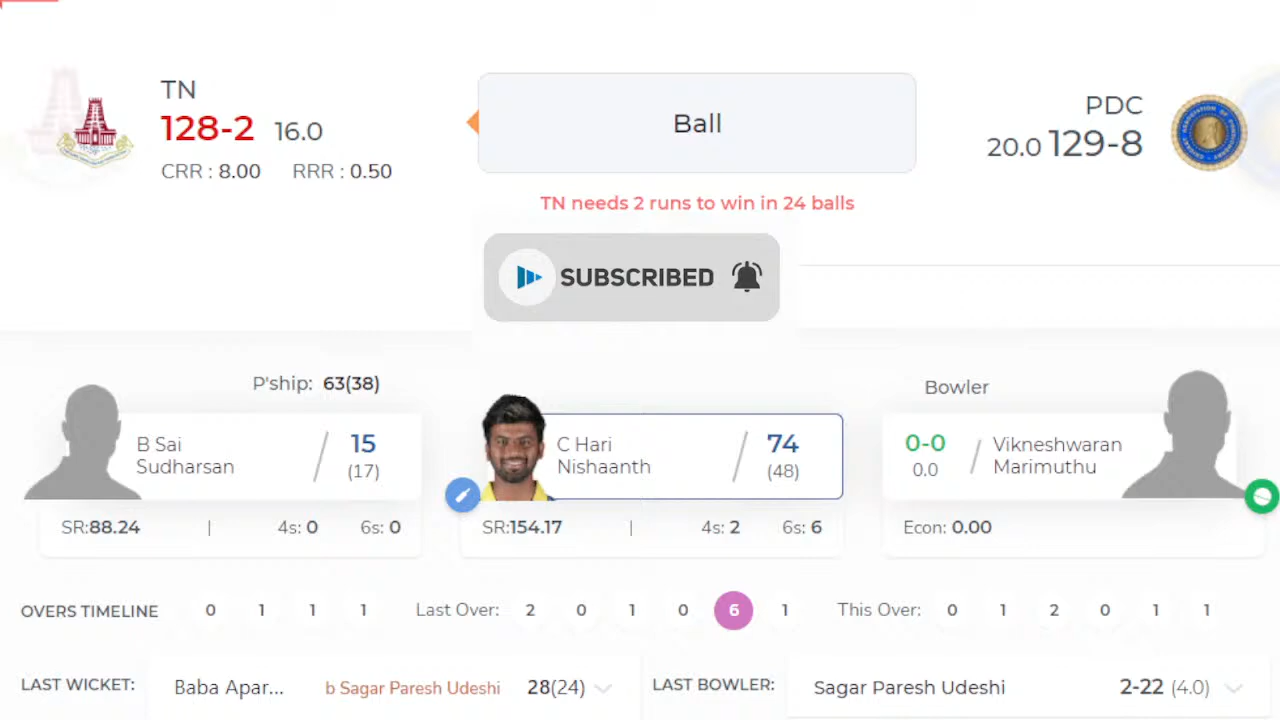 TN
128-2 16.0
CRR : 8.00 RRR : 0.50
Ball
PDC
20.0 129-8
TN needs 2 runs to win in 24 balls
SUBSCRIBED
P'ship: 63(38)
B Sai
Sudharsan
15
(17)
SR:88.24 | 4s: 0 6s: 0
C Hari
Nishaanth
74
(48)
SR:154.17 | 4s: 2 6s: 6
Bowler
0-0
0.0
Vikneshwaran
Marimuthu
Econ: 0.00
OVERS TIMELINE 0 1 1 1 Last Over: 2 0 1 0 6 1 This Over: 0 1 2 0 1 1
LAST WICKET: Baba Apar... b Sagar Paresh Udeshi 28(24) LAST BOWLER: Sagar Paresh Udeshi 2-22 (4.0)